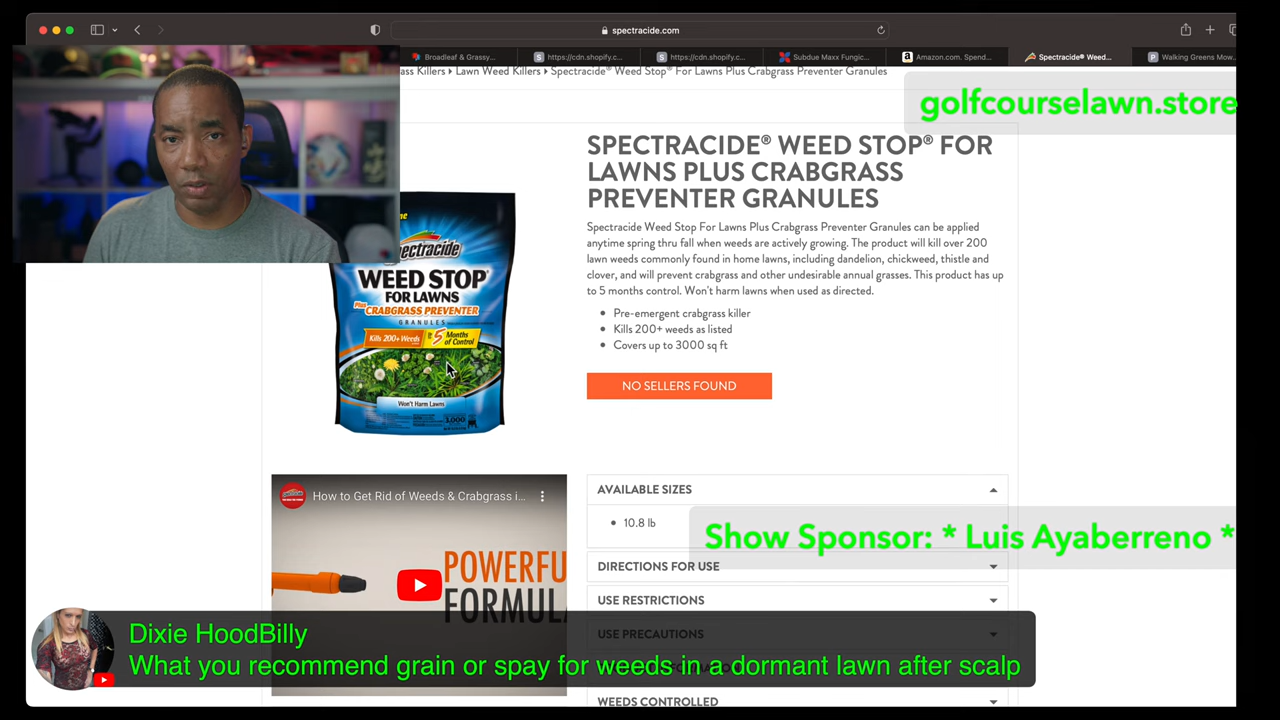 spectracide.com
Broadleaf & Grassy...
https://cdn.shopify.c...
https://cdn.shopify.c...
Subdue Maxx Fungic...
Amazon.com. Spend...
Spectracide® Weed...
Walking Greens Mow...
ass Killers Lawn Weed Killers Spectracide® Weed Stop® For Lawns Plus Crabgrass Preventer Granules
golfcourselawn.store
SPECTRACIDE® WEED STOP® FOR
LAWNS PLUS CRABGRASS
PREVENTER GRANULES
Spectracide Weed Stop For Lawns Plus Crabgrass Preventer Granules can be applied
anytime spring thru fall when weeds are actively growing. The product will kill over 200
lawn weeds commonly found in home lawns, including dandelion, chickweed, thistle and
clover, and will prevent crabgrass and other undesirable annual grasses. This product has up
to 5 months control. Won't harm lawns when used as directed.
Pre-emergent crabgrass killer
Kills 200+ weeds as listed
Covers up to 3000 sq ft
NO SELLERS FOUND
pectracide
WEED STOP®
FOR LAWNS
Plus CRABGRASS PREVENTER
GRANULES
Kills 200+ Weeds
5 Months
of Control
Won't Harm Lawns
How to Get Rid of Weeds & Crabgrass i...
POWERFU
FORMULA
AVAILABLE SIZES
10.8 lb
Show Sponsor: * Luis Ayaberreno *
DIRECTIONS FOR USE
USE RESTRICTIONS
USE PRECAUTIONS
WEEDS CONTROLLED
Dixie HoodBilly
What you recommend grain or spay for weeds in a dormant lawn after scalp